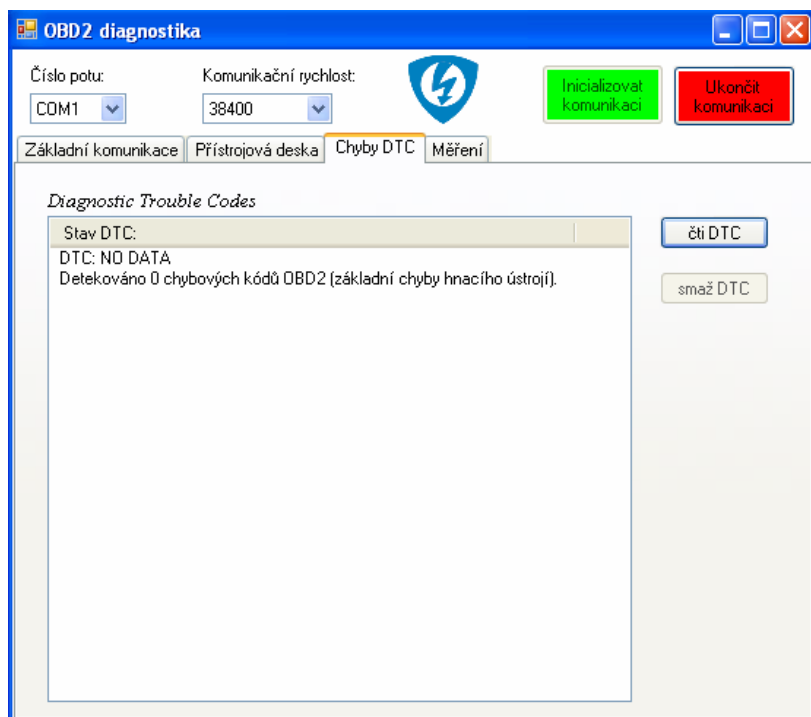 OBD2 diagnostika
Číslo potu:
Komunikační rychlost:
COM1
38400
Inicializovat
komunikaci
Ukončit
komunikaci
Základní komunikace
Přístrojová deska
Chyby DTC
Měření
Diagnostic Trouble Codes
Stav DTC:
DTC: NO DATA
Detekováno 0 chybových kódů OBD2 (základní chyby hnacího ústrojí).
čti DTC
smaž DTC